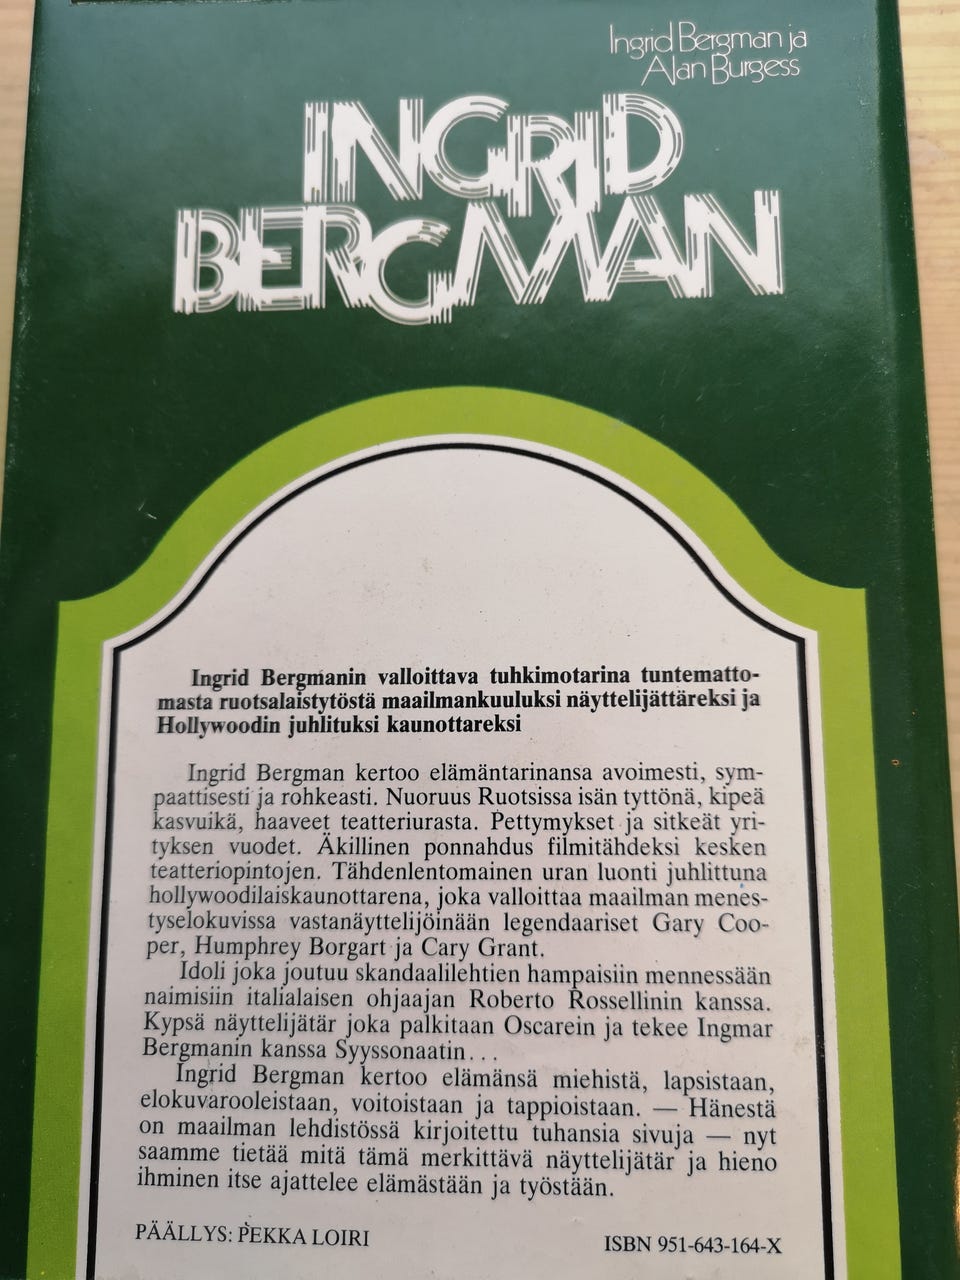 Ingrid Bergman ja
Alan Burgess
INGRID
BERGMAN
Ingrid Bergmanin valloittava tuhkimotarina tuntematto-
masta ruotsalaistytöstä maailmankuuluksi näyttelijättäreksi ja
Hollywoodin juhlituksi kaunottareksi
Ingrid Bergman kertoo elämäntarinansa avoimesti, sym-
paattisesti ja rohkeasti. Nuoruus Ruotsissa isän tyttönä, kipeä
kasvuikä, haaveet teatteriurasta. Pettymykset ja sitkeät yri-
tyksen vuodet. Äkillinen ponnahdus filmitähdeksi kesken
teatteriopintojen. Tähdenlentomainen uran luonti juhlittuna
hollywoodilaiskaunottarena, joka valloittaa maailman menes-
tyselokuvissa vastanäyttelijöinään legendaariset Gary Coo-
per, Humphrey Borgart ja Cary Grant.
Idoli joka joutuu skandaalilehtien hampaisiin mennessään
naimisiin italialaisen ohjaajan Roberto Rossellinin kanssa.
Kypsä näyttelijätär joka palkitaan Oscarein ja tekee Ingmar
Bergmanin kanssa Syyssonaatin...
Ingrid Bergman kertoo elämänsä miehistä, lapsistaan,
elokuvarooleistaan, voitoistaan ja tappioistaan. — Hänestä
on maailman lehdistössä kirjoitettu tuhansia sivuja — nyt
saamme tietää mitä tämä merkittävä näyttelijätär ja hieno
ihminen itse ajattelee elämästään ja työstään.
PÄÄLLYS: PEKKA LOIRI
ISBN 951-643-164-X